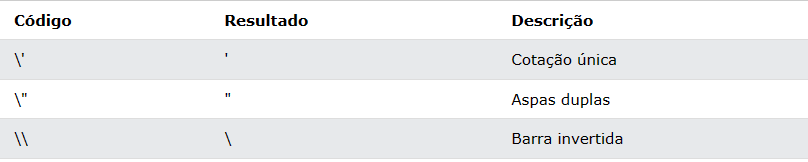 Código Resultado Descrição
\' ' Cotação única
\" " Aspas duplas
\\ \ Barra invertida